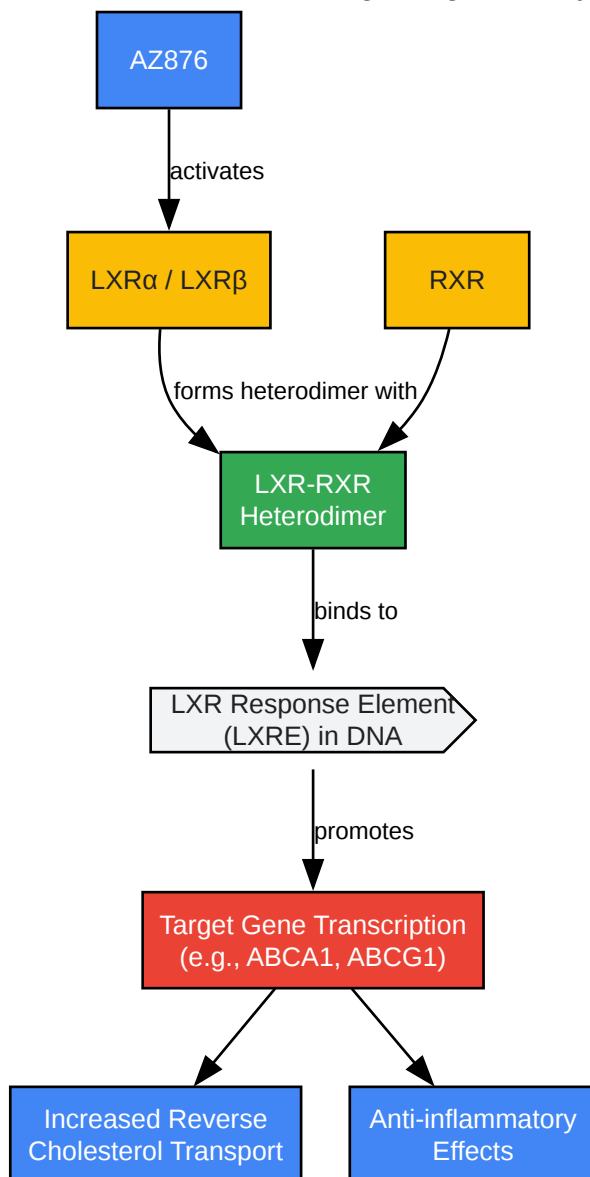 AZ876
activates
LXRα / LXRβ
RXR
forms heterodimer with
LXR-RXR
Heterodimer
binds to
LXR Response Element
(LXRE) in DNA
promotes
Target Gene Transcription
(e.g., ABCA1, ABCG1)
Increased Reverse
Cholesterol Transport
Anti-inflammatory
Effects